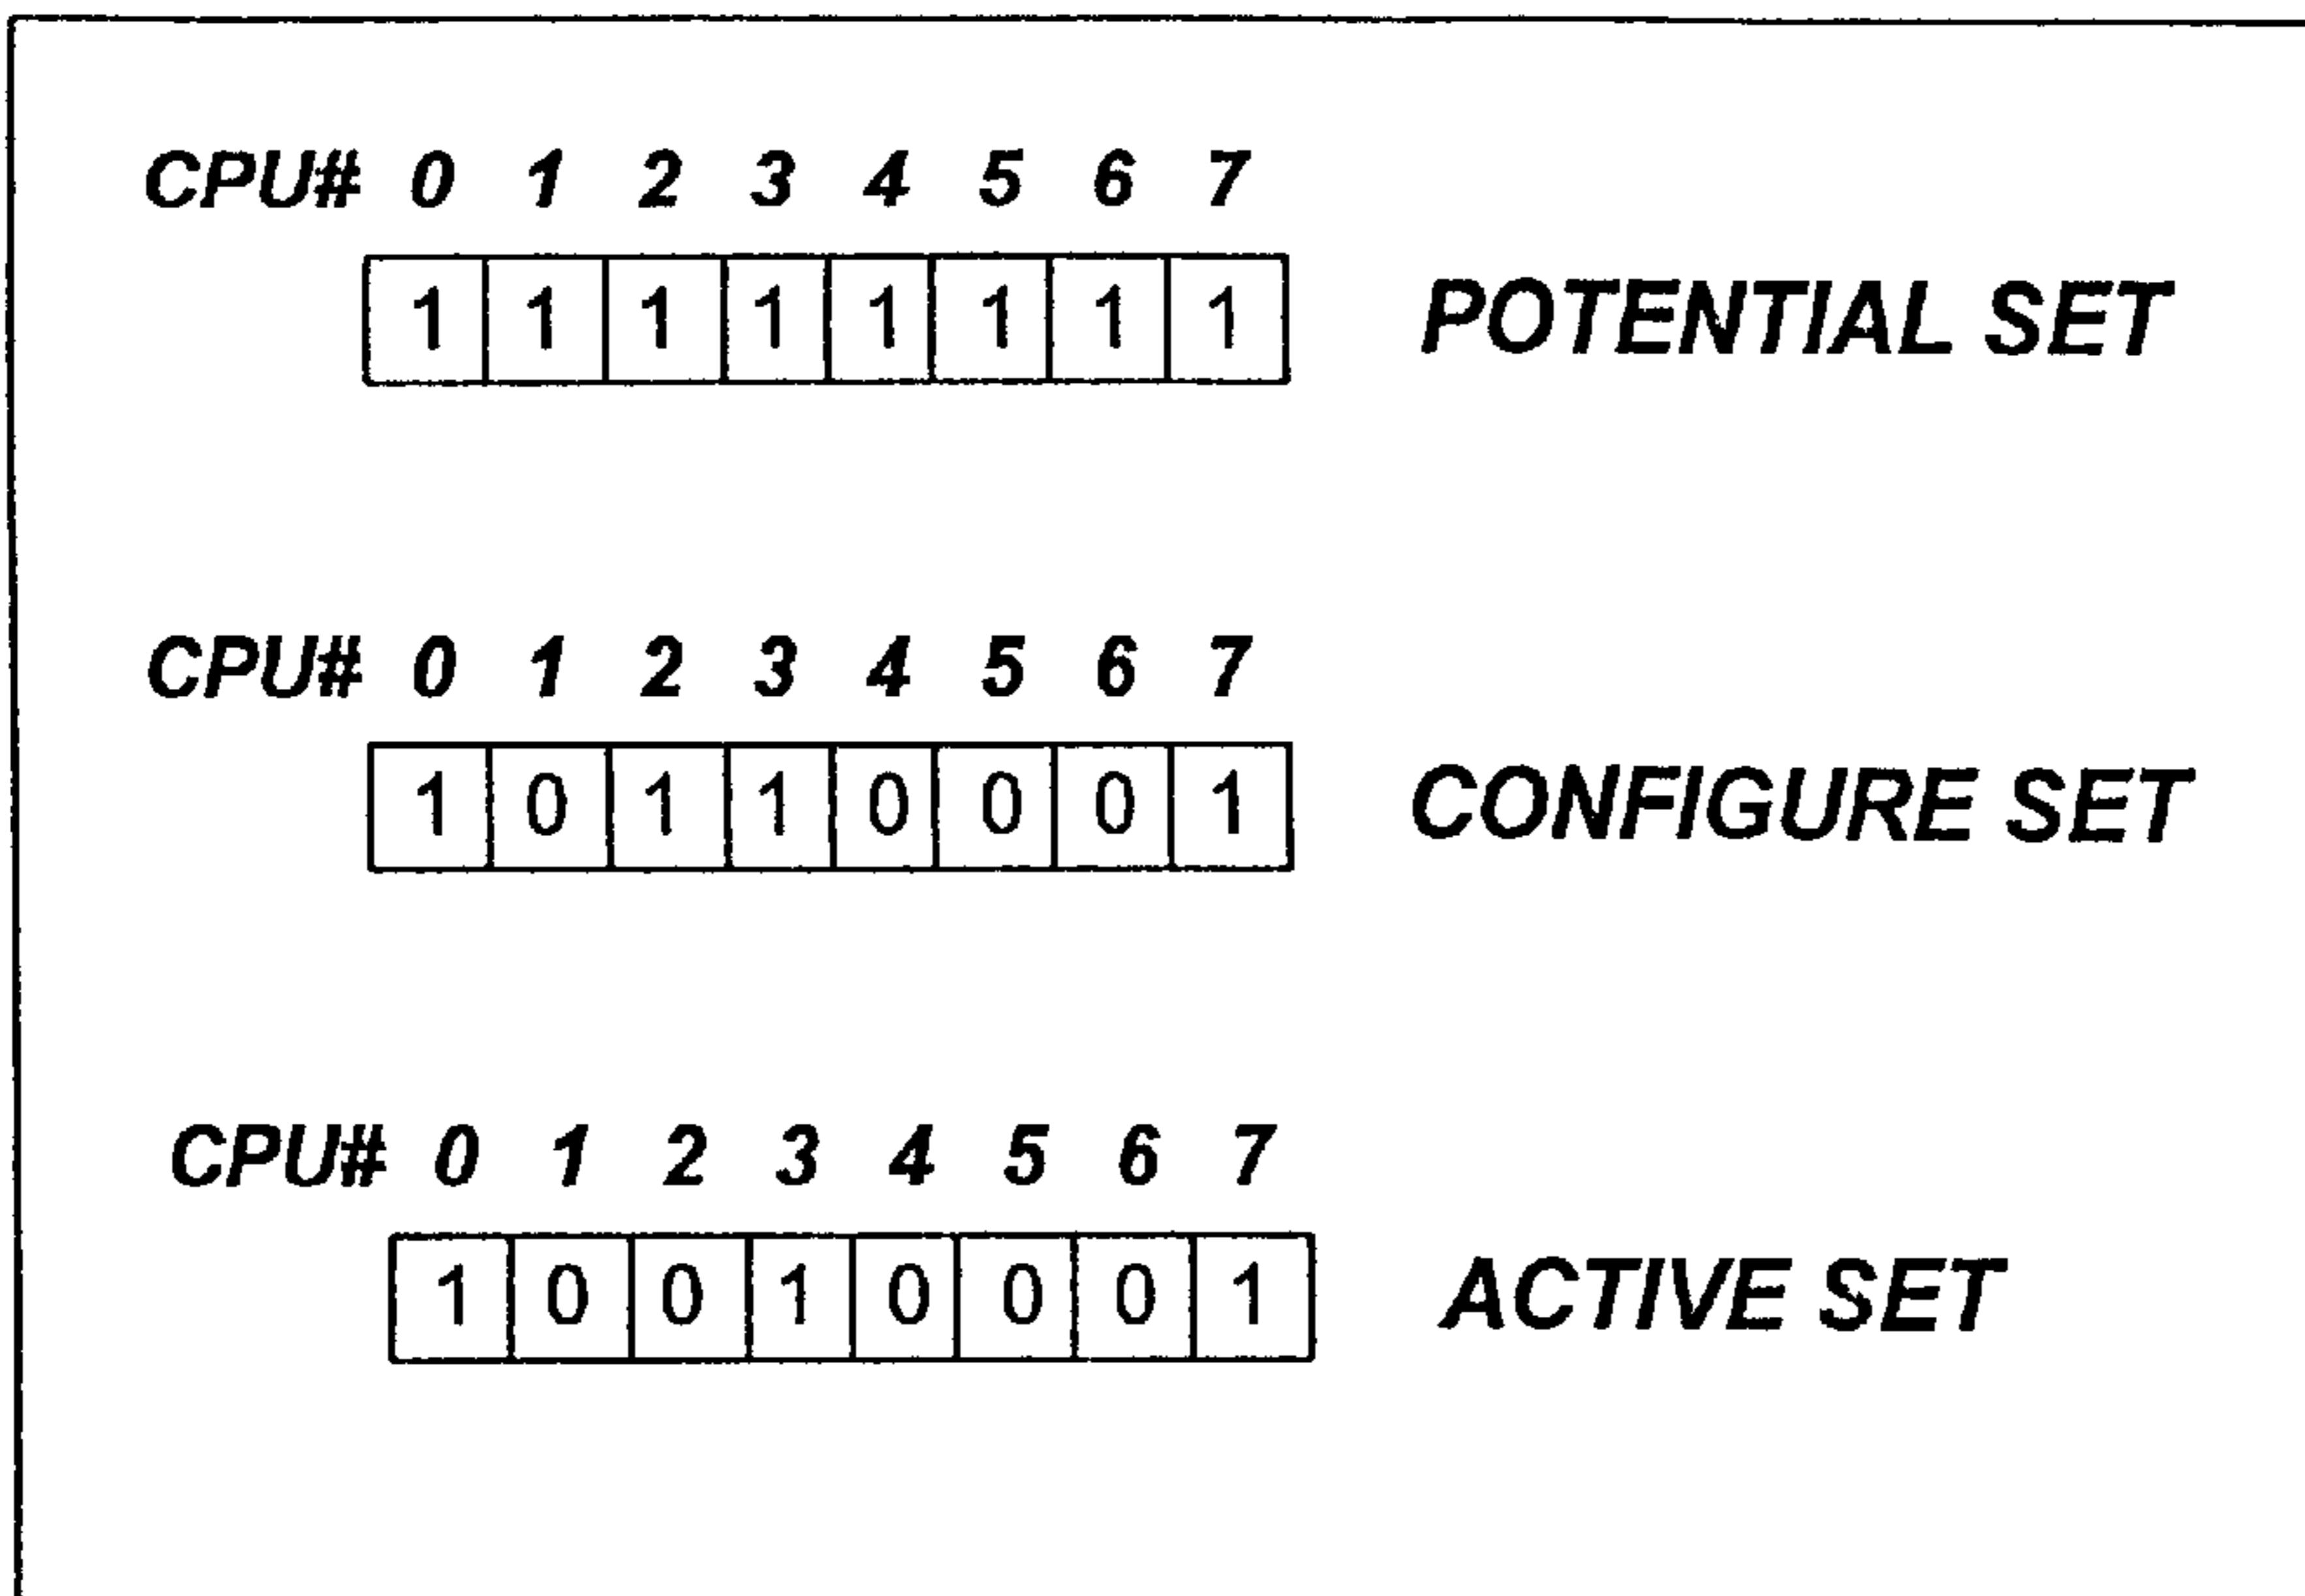 CPU# 0 1 2 3 4 5 6 7
1 1 1 1 1 1 1 1 POTENTIAL SET
CPU# 0 1 2 3 4 5 6 7
1 0 1 1 0 0 0 1 CONFIGURE SET
CPU# 0 1 2 3 4 5 6 7
1 0 0 1 0 0 0 1 ACTIVE SET